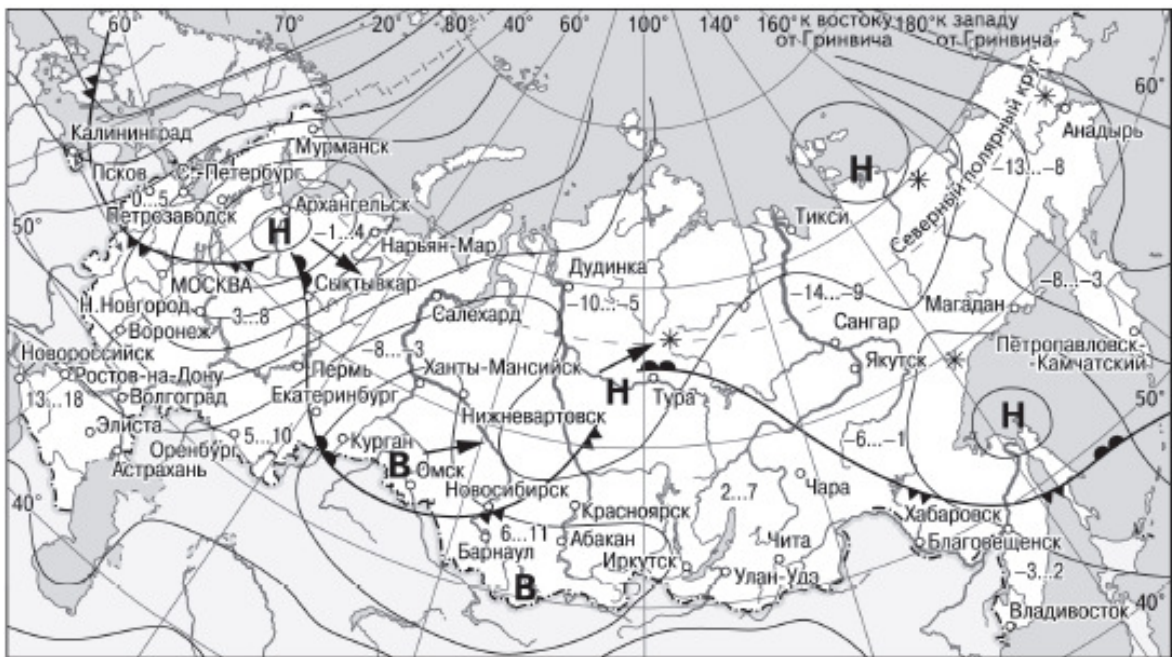 60° 70° 20° 30° 40° 60° 100° 140° 160° к востоку 180° к западу
от Гринвича от Гринвича
60°
Северный полярный круг
Калининград
Мурманск
Анадырь
Псков С.-Петербург
0...5
–13...–8
Петрозаводск
Архангельск
Н
Н
–1...4
Тикси
50°
Нарьян-Мар
МОСКВА
Сыктывкар
Дудинка
–10...–5
–14...–9
–8...–3
Н.Новгород
3...8
Салехард
Магадан
Воронеж
Сангар
Петропавловск-
Камчатский
Новороссийск
–8...–3
Якутск
Пермь
Ханты-Мансийск
Н
Тура
50°
Ростов-на-Дону
Волгоград
Екатеринбург
13...18
Нижневартовск
Н
Элиста
5...10
–6...–1
Оренбург
Курган
Астрахань
В
Омск
Чара
2...7
Новосибирск
40°
Красноярск
Хабаровск
6...11
Барнаул
Абакан
Чита
Благовещенск
Иркутск
Улан-Удэ
–3...2
В
40°
Владивосток